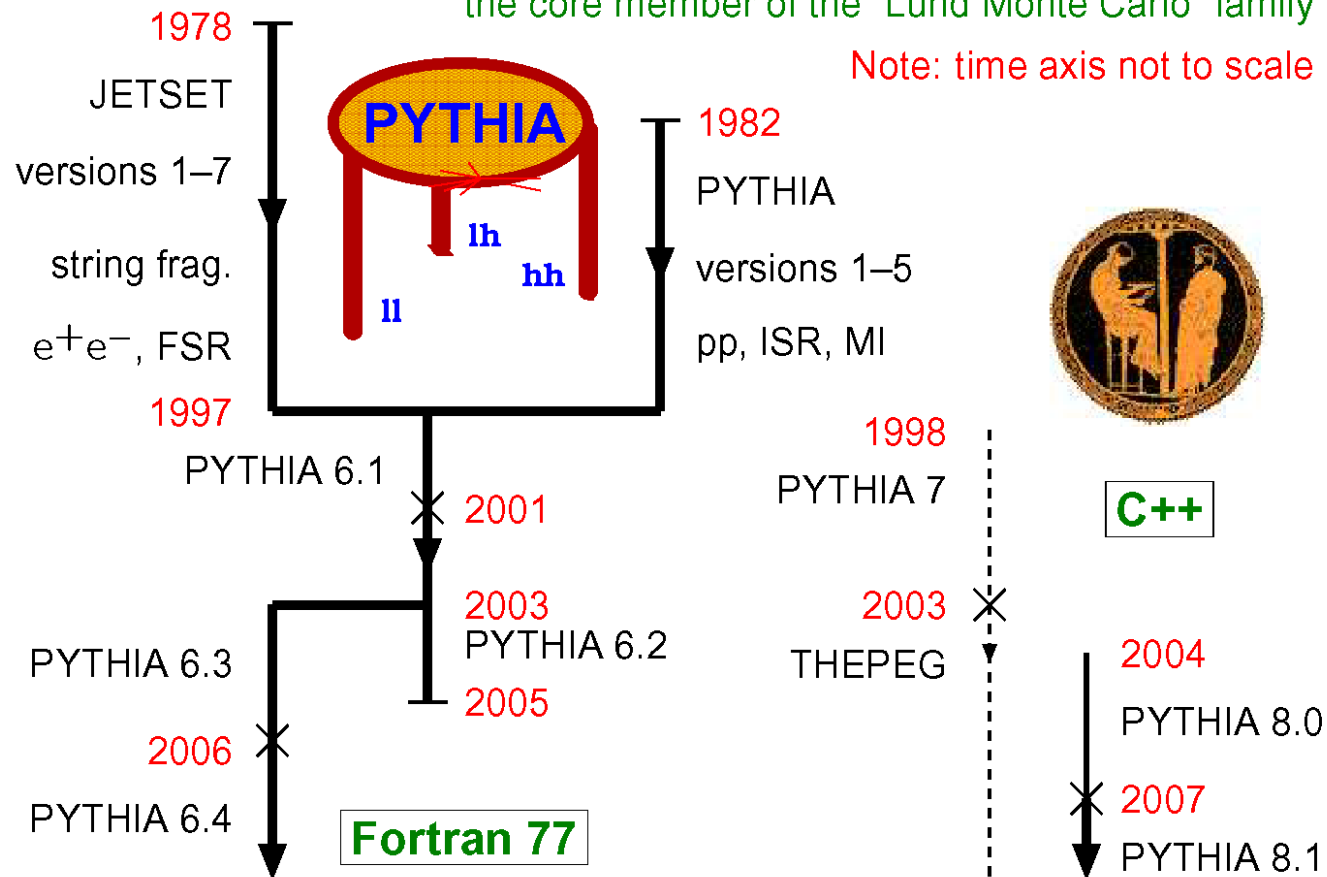 the core member of the "Lund Monte Carlo" family
Note: time axis not to scale
1978
JETSET
versions 1–7
string frag.
e+e−, FSR
1997
PYTHIA
ll
lh
hh
1982
PYTHIA
versions 1–5
pp, ISR, MI
PYTHIA 6.1
2001
2003
PYTHIA 6.2
2005
PYTHIA 6.3
2006
PYTHIA 6.4
Fortran 77
1998
PYTHIA 7
2003
THEPEG
C++
2004
PYTHIA 8.0
2007
PYTHIA 8.1